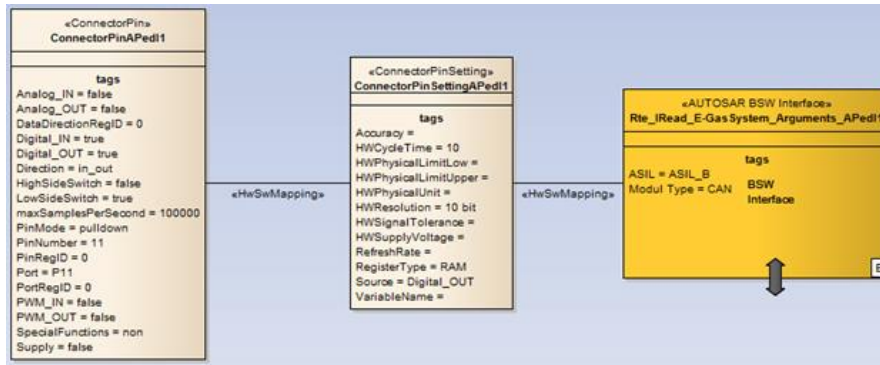 «ConnectorPin»
ConnectorPinAPedl1
tags
Analog_IN = false
Analog_OUT = false
DataDirectionRegID = 0
Digital_IN = true
Digital_OUT = true
Direction = in_out
HighSideSwitch = false
LowSideSwitch = true
maxSamplesPerSecond = 100000
PinMode = pulldown
PinNumber = 11
PinRegID = 0
Port = P11
PortRegID = 0
PWM_IN = false
PWM_OUT = false
SpecialFunctions = non
Supply = false
«HwSwMapping»
«ConnectorPinSetting»
ConnectorPinSettingAPedl1
tags
Accuracy =
HWCycleTime = 10
HWPhysicalLimitLow =
HWPhysicalLimitUpper =
HWPhysicalUnit =
HWResolution = 10 bit
HWSignalTolerance =
HWSupplyVoltage =
RefreshRate =
RegisterType = RAM
Source = Digital_OUT
VariableName =
«HwSwMapping»
«AUTOSAR BSW Interface»
Rte_IRead_E-GasSystem_Arguments_APedl1
tags
ASIL = ASIL_B
Modul Type = CAN
BSW
Interface